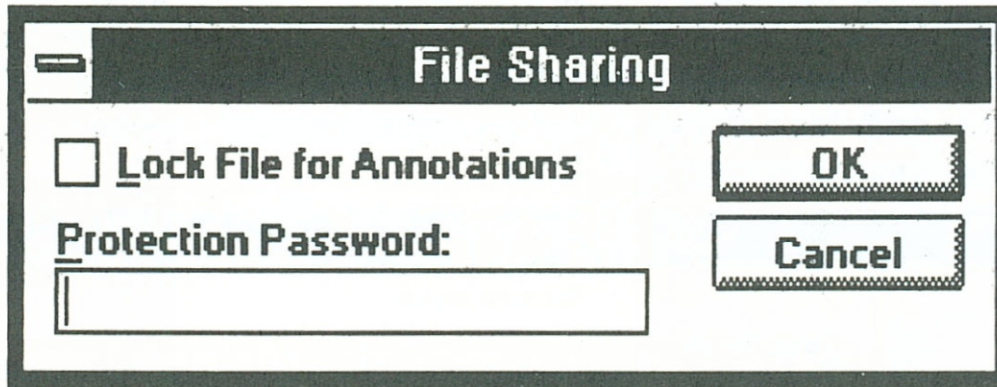 File Sharing
Lock File for Annotations
OK
Protection Password:
Cancel